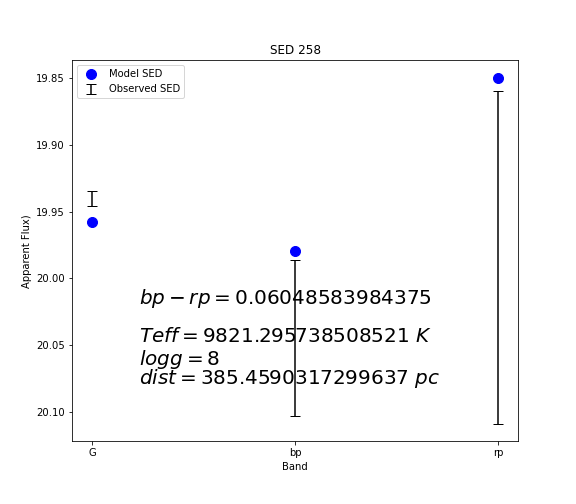 SED 258
Model SED
Observed SED
Apparent Flux)
19.85
19.90
19.95
20.00
20.05
20.10
bp − rp = 0.06048583984375
Teff = 9821.295738508521 K
logg = 8
dist = 385.4590317299637 pc
G bp rp
Band